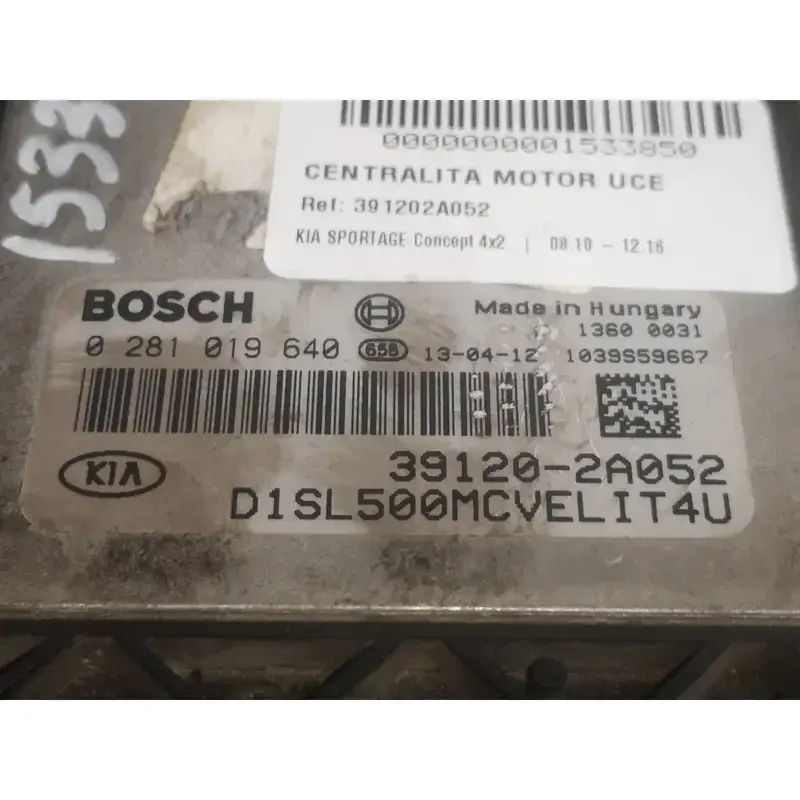 1533
0000000001533850
CENTRALITA MOTOR UCE
Ref: 391202A052
KIA SPORTAGE Concept 4x2 | 08.10 - 12.16
BOSCH
Made in Hungary
1360 0031
0 281 019 640 656 13-04-12 1039S59667
KIA
39120-2A052
D1SL500MCVELIT4U